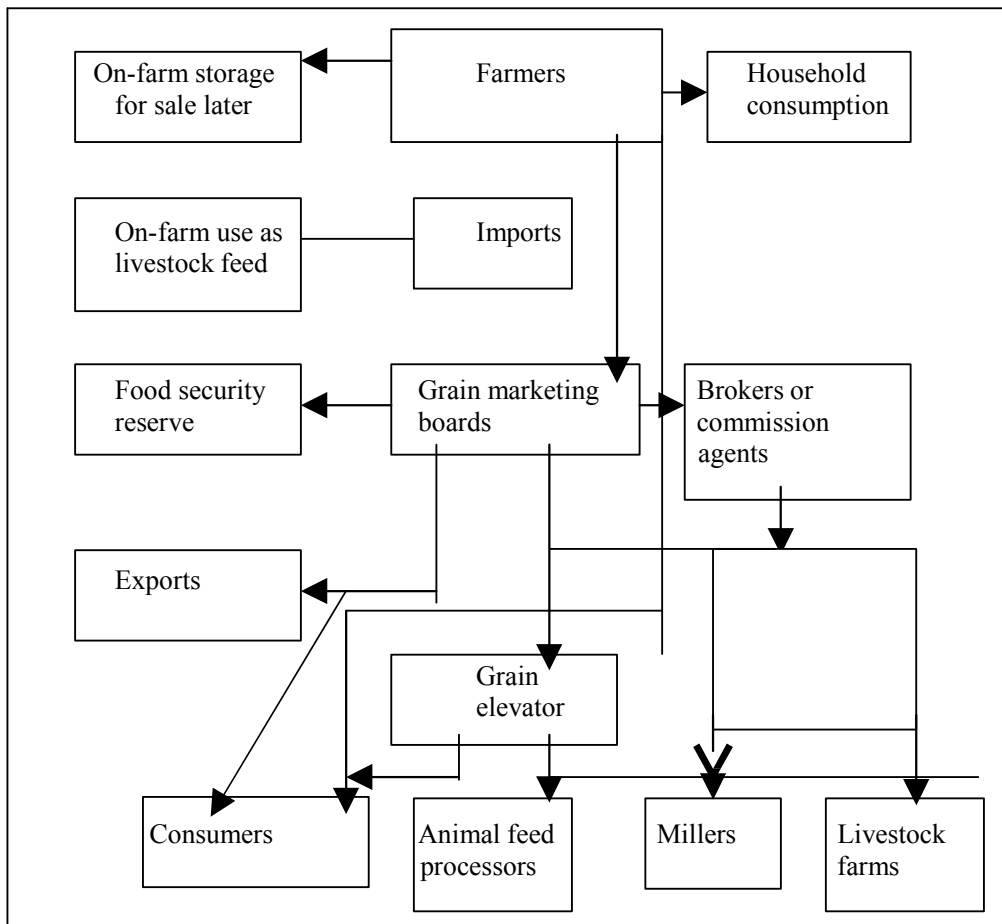 On-farm storage
for sale later
Farmers
Household
consumption
On-farm use as
livestock feed
Imports
Food security
reserve
Grain marketing
boards
Brokers or
commission
agents
Exports
Grain
elevator
Consumers
Animal feed
processors
Millers
Livestock
farms